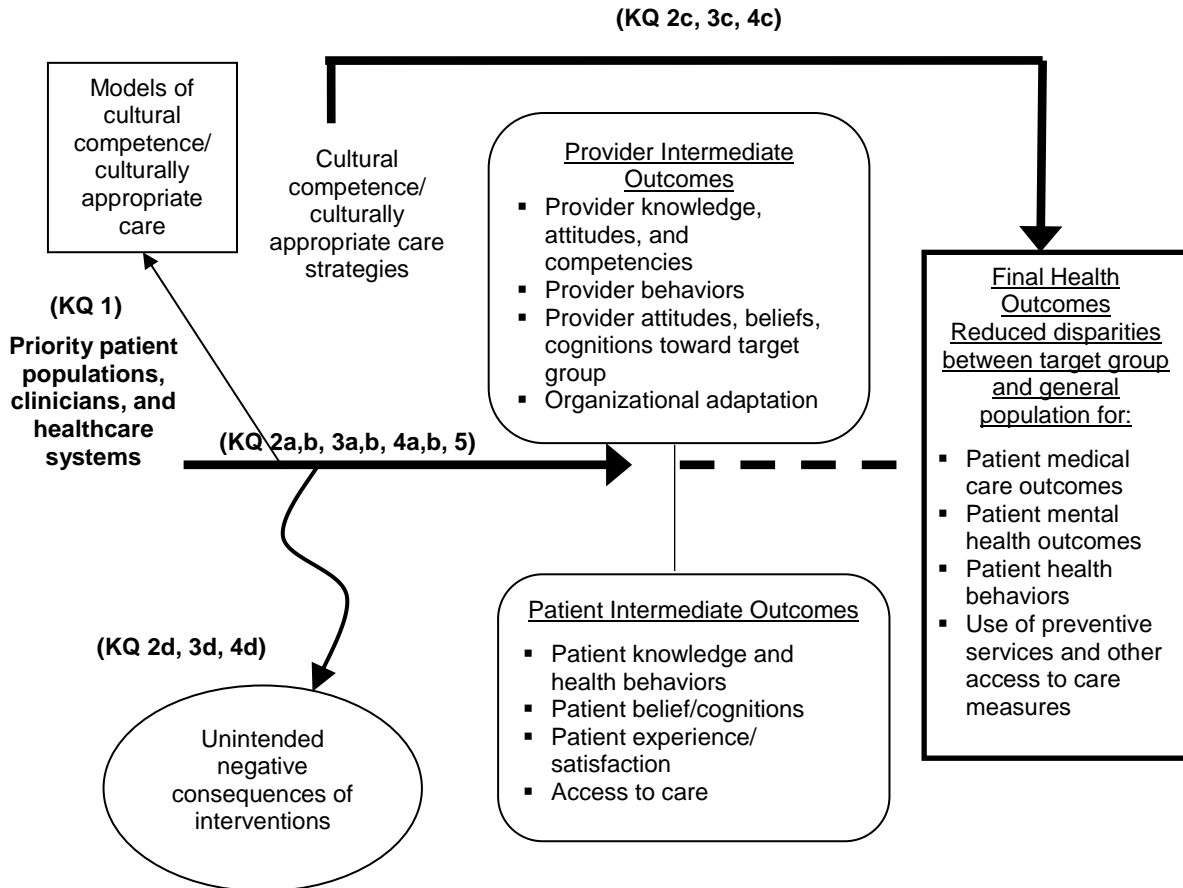 (KQ 2c, 3c, 4c)
Models of
cultural
competence/
culturally
appropriate
care
Cultural
competence/
culturally
appropriate care
strategies
Provider Intermediate
Outcomes
▪ Provider knowledge,
attitudes, and
competencies
▪ Provider behaviors
▪ Provider attitudes, beliefs,
cognitions toward target
group
▪ Organizational adaptation
(KQ 1)
Priority patient
populations,
clinicians, and
healthcare
systems
(KQ 2a,b, 3a,b, 4a,b, 5)
Final Health
Outcomes
Reduced disparities
between target group
and general
population for:
▪ Patient medical
care outcomes
▪ Patient mental
health outcomes
▪ Patient health
behaviors
▪ Use of preventive
services and other
access to care
measures
(KQ 2d, 3d, 4d)
Unintended
negative
consequences of
interventions
Patient Intermediate Outcomes
▪ Patient knowledge and
health behaviors
▪ Patient belief/cognitions
▪ Patient experience/
satisfaction
▪ Access to care